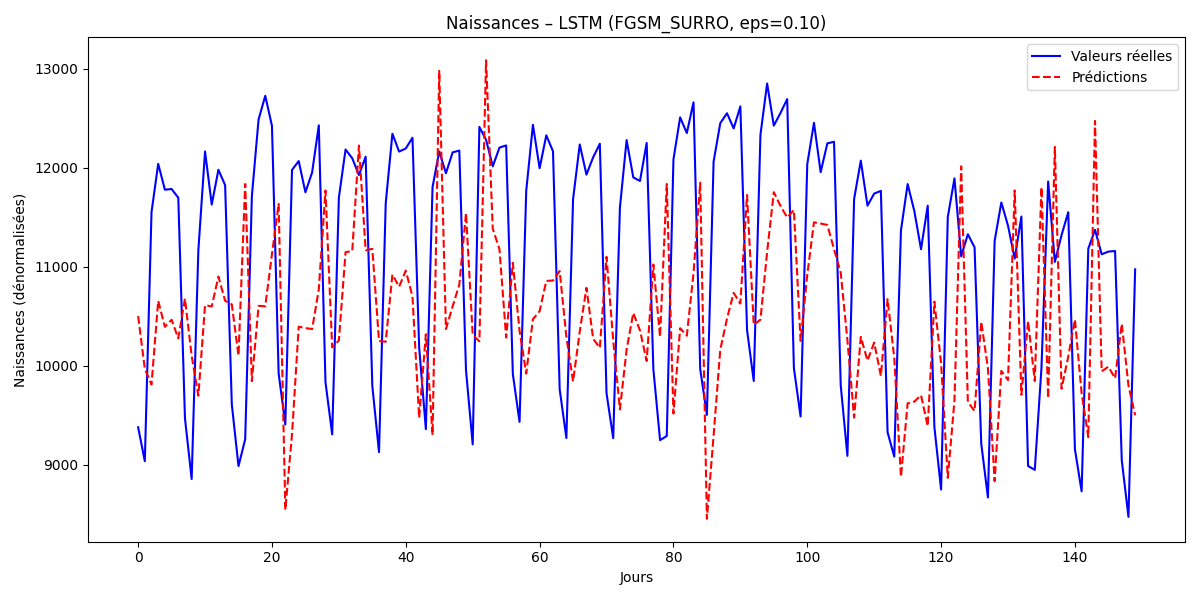 Naissances – LSTM (FGSM_SURRO, eps=0.10)
Valeurs réelles
Prédictions
Naissances (dénormalisées)
13000
12000
11000
10000
9000
0 20 40 60 80 100 120 140
Jours